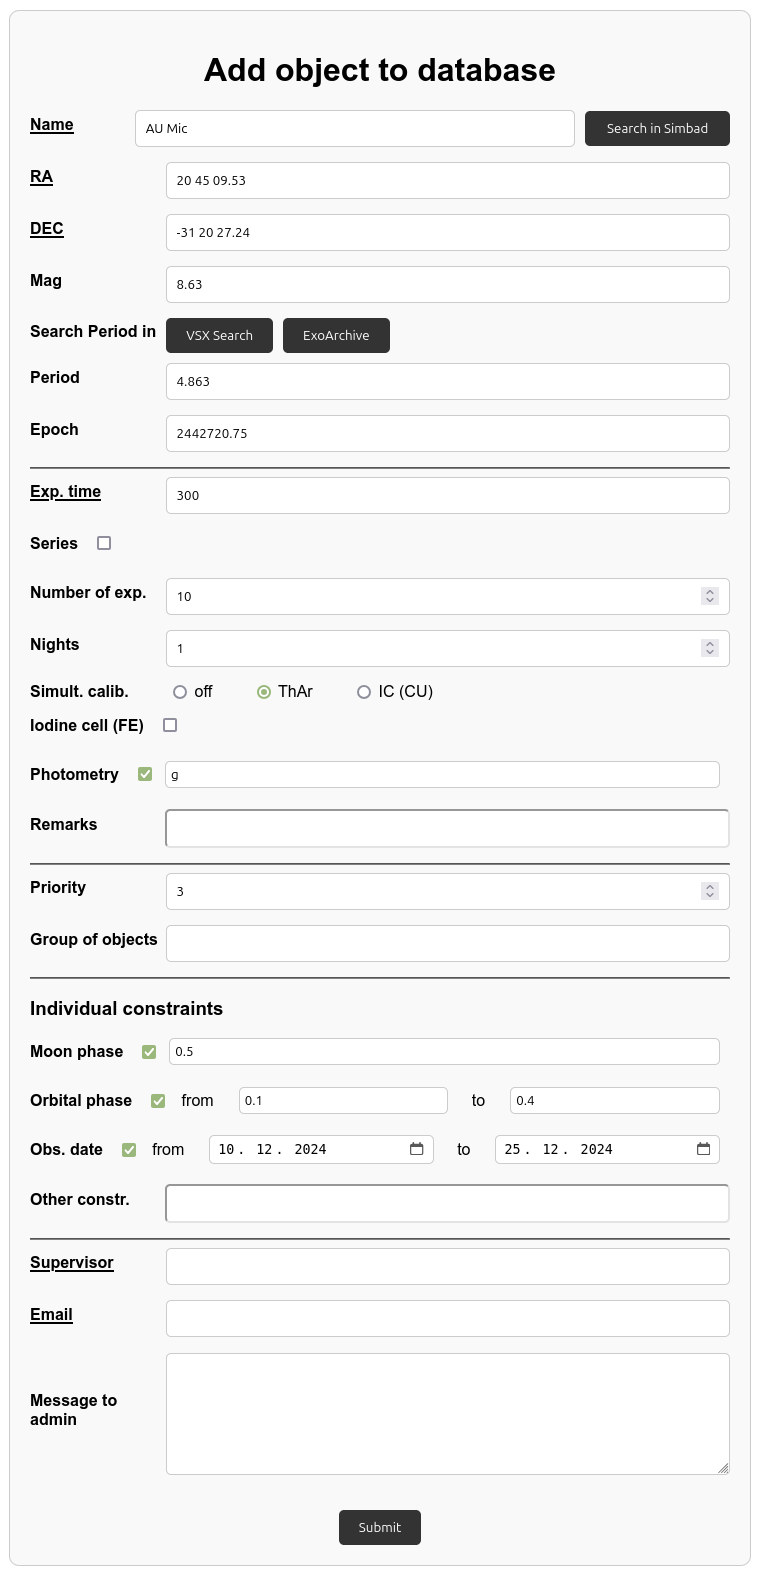 Add object to database
Name AU Mic Search in Simbad
RA 20 45 09.53
DEC -31 20 27.24
Mag 8.63
Search Period in VSX Search ExoArchive
Period 4.863
Epoch 2442720.75
Exp. time 300
Series
Number of exp. 10
Nights 1
Simult. calib. off ThAr IC (CU)
Iodine cell (FE)
Photometry g
Remarks
Priority 3
Group of objects
Individual constraints
Moon phase 0.5
Orbital phase from 0.1 to 0.4
Obs. date from 10. 12. 2024 to 25. 12. 2024
Other constr.
Supervisor
Email
Message to
admin
Submit